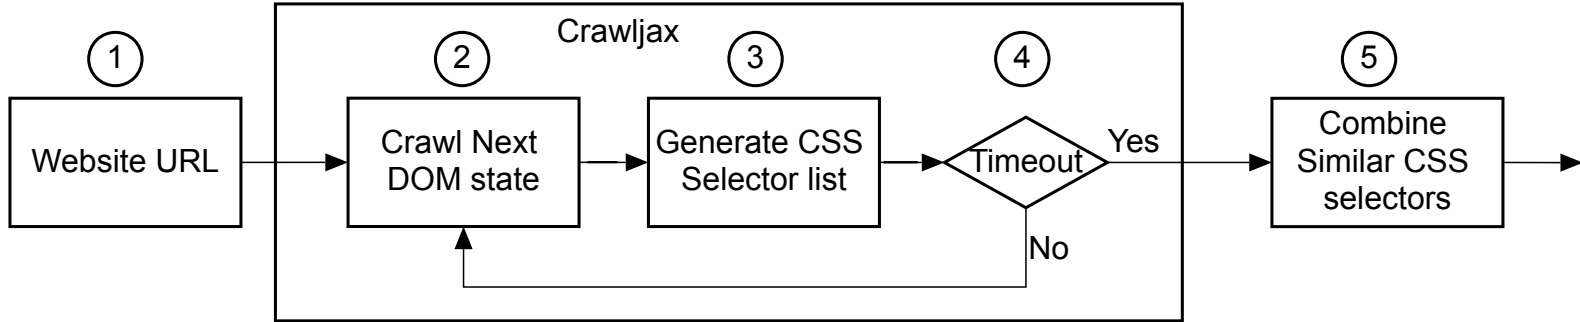 Crawljax
1
2
3
4
5
Website URL
Crawl Next
DOM state
Generate CSS
Selector list
Timeout
Yes
No
Combine
Similar CSS
selectors